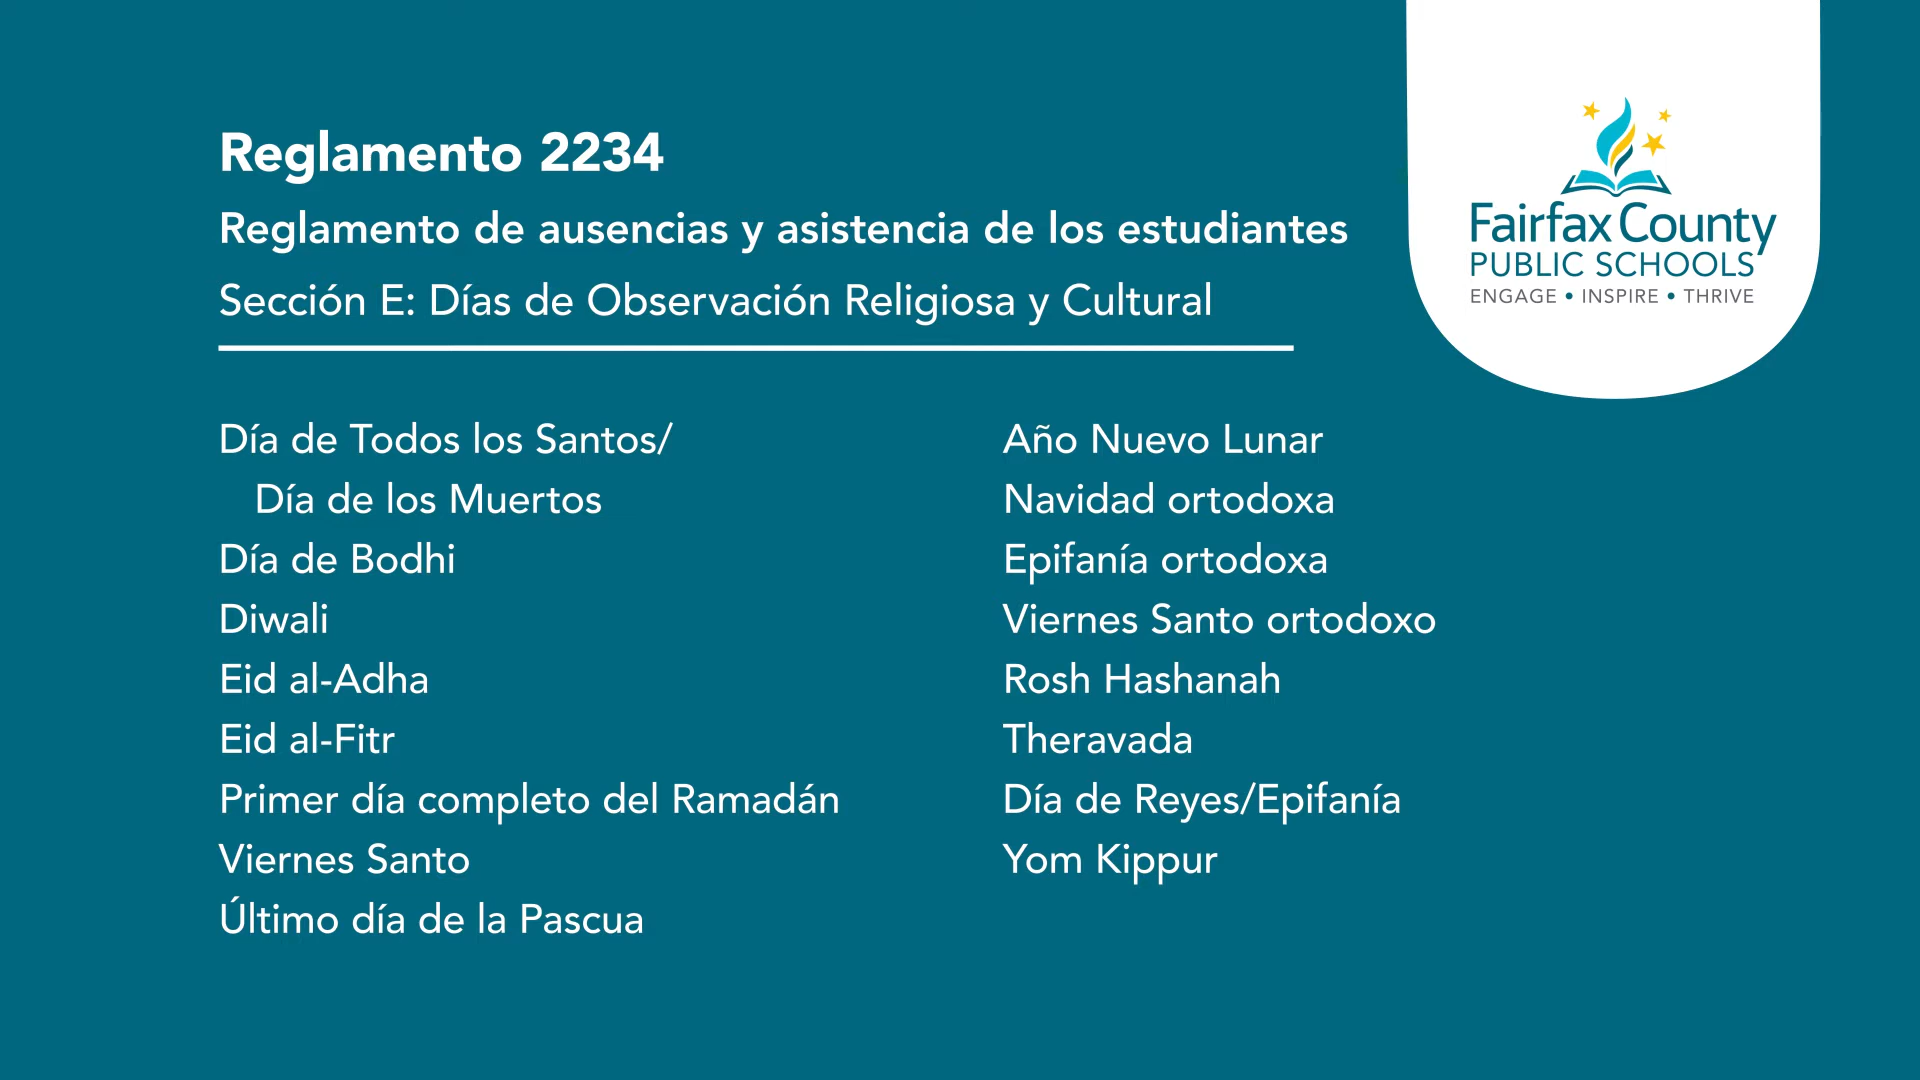 Reglamento 2234
Reglamento de ausencias y asistencia de los estudiantes
Sección E: Días de Observación Religiosa y Cultural
Fairfax County
PUBLIC SCHOOLS
ENGAGE • INSPIRE • THRIVE
Día de Todos los Santos/
Día de los Muertos
Día de Bodhi
Diwali
Eid al-Adha
Eid al-Fitr
Primer día completo del Ramadán
Viernes Santo
Último día de la Pascua
Año Nuevo Lunar
Navidad ortodoxa
Epifanía ortodoxa
Viernes Santo ortodoxo
Rosh Hashanah
Theravada
Día de Reyes/Epifanía
Yom Kippur